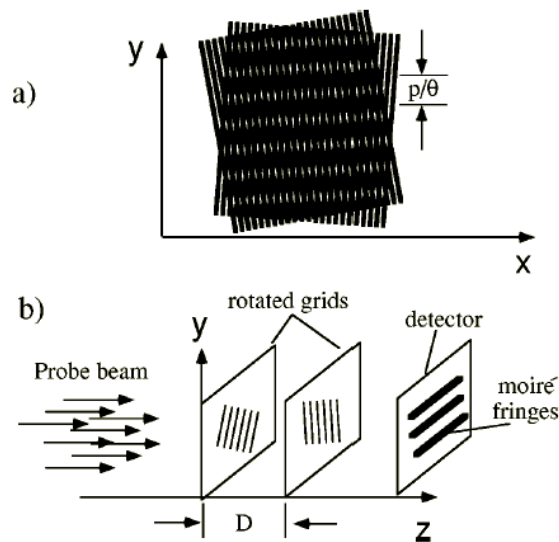 a)
y
p/θ
x
b)
y
rotated grids
detector
Probe beam
moiré
fringes
D
z